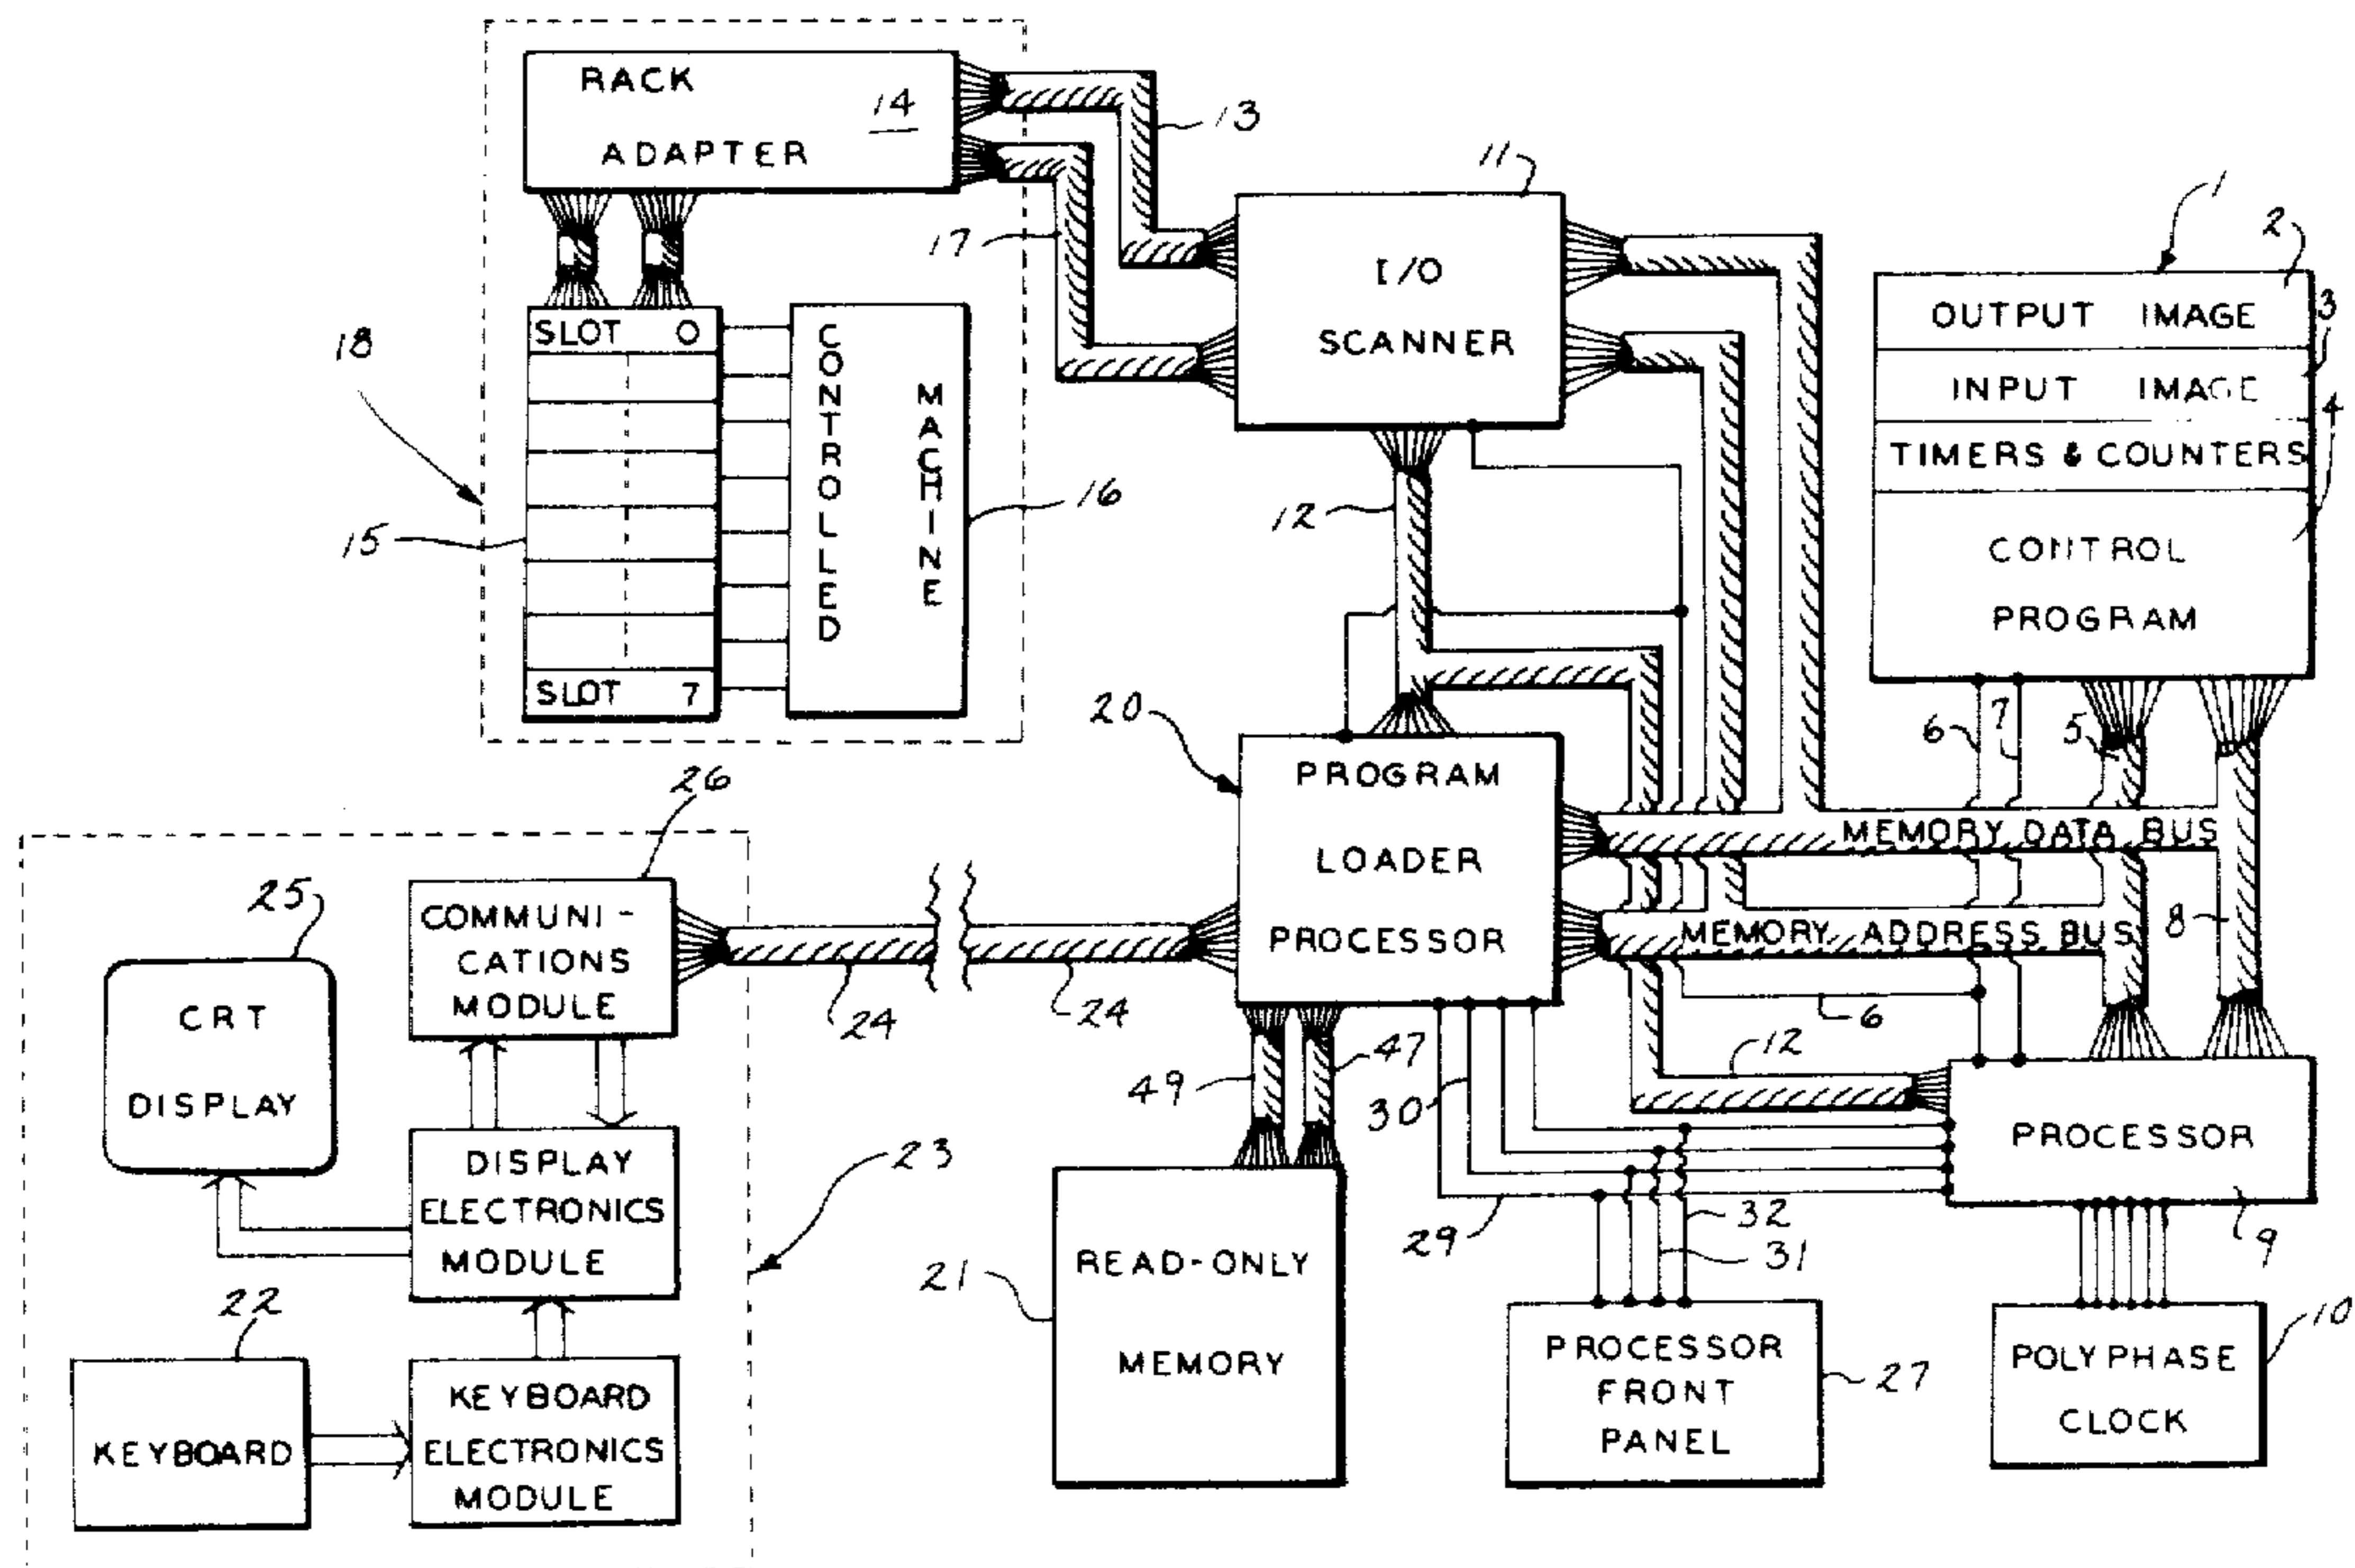 RACK
ADAPTER
14
13
17
18
SLOT 0
SLOT 7
15
CONTROLLED
MACHINE
16
11
I/O
SCANNER
12
1
2
OUTPUT IMAGE
3
INPUT IMAGE
4
TIMERS & COUNTERS
CONTROL
PROGRAM
6
7
5
20
PROGRAM
LOADER
PROCESSOR
MEMORY DATA BUS
MEMORY ADDRESS BUS
8
6
12
26
COMMUNI-
CATIONS
MODULE
24
24
25
CRT
DISPLAY
DISPLAY
ELECTRONICS
MODULE
23
22
KEYBOARD
KEYBOARD
ELECTRONICS
MODULE
49
47
21
READ-ONLY
MEMORY
30
29
32
31
PROCESSOR
9
PROCESSOR
FRONT
PANEL
27
POLYPHASE
CLOCK
10